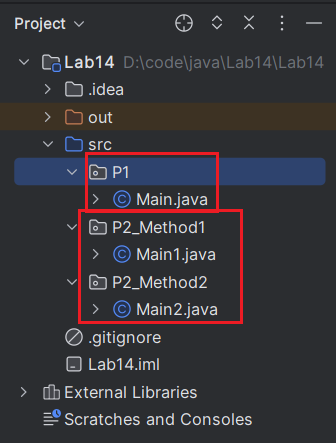 Project
Lab14 D:\code\java\Lab14\Lab14
.idea
out
src
P1
Main.java
P2_Method1
Main1.java
P2_Method2
Main2.java
.gitignore
Lab14.iml
External Libraries
Scratches and Consoles